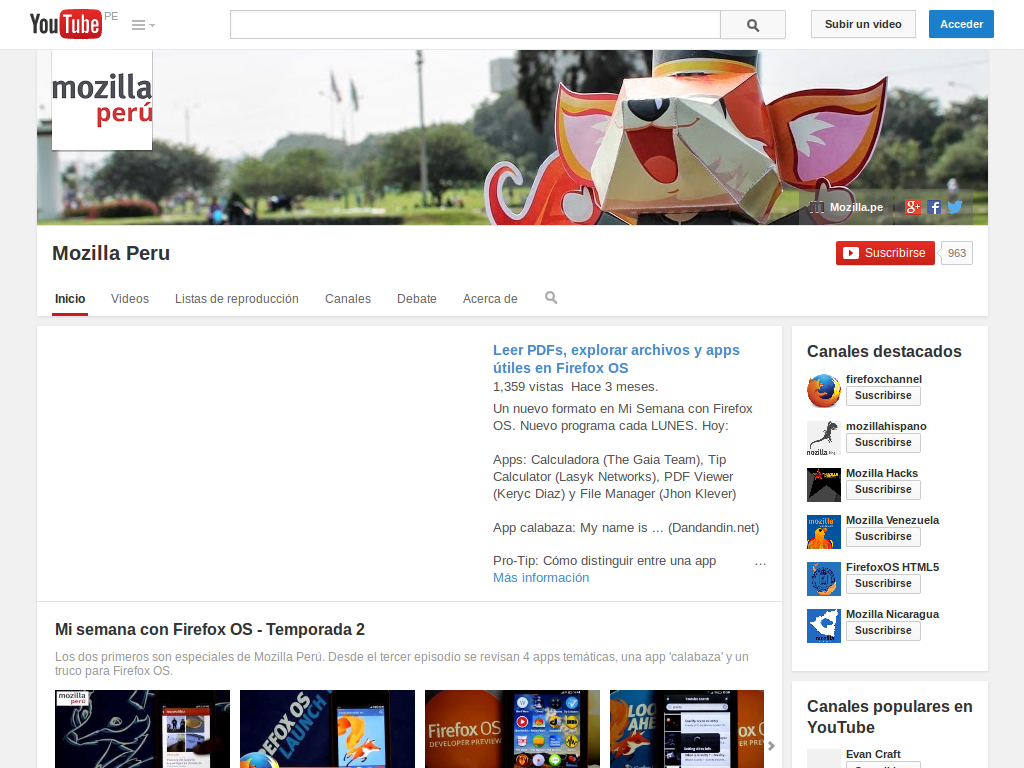 YouTube PE
Subir un video
Acceder
mozilla
perú
Mozilla.pe
Mozilla Peru
Suscribirse 963
Inicio Videos Listas de reproducción Canales Debate Acerca de
Leer PDFs, explorar archivos y apps
útiles en Firefox OS
1,359 vistas Hace 3 meses.
Un nuevo formato en Mi Semana con Firefox
OS. Nuevo programa cada LUNES. Hoy:
Apps: Calculadora (The Gaia Team), Tip
Calculator (Lasyk Networks), PDF Viewer
(Keryc Diaz) y File Manager (Jhon Klever)
App calabaza: My name is ... (Dandandin.net)
Pro-Tip: Cómo distinguir entre una app ...
Más información
Mi semana con Firefox OS - Temporada 2
Los dos primeros son especiales de Mozilla Perú. Desde el tercer episodio se revisan 4 apps temáticas, una app 'calabaza' y un
truco para Firefox OS.
mozilla
perú
FIREFOX OS
LAUNCH
Firefox OS
DEVELOPER PREVIEW
LOOK
AHEAD
Canales destacados
firefoxchannel
Suscribirse
mozillahispano
Suscribirse
Mozilla Hacks
Suscribirse
Mozilla Venezuela
Suscribirse
FirefoxOS HTML5
Suscribirse
Mozilla Nicaragua
Suscribirse
Canales populares en
YouTube
Evan Craft